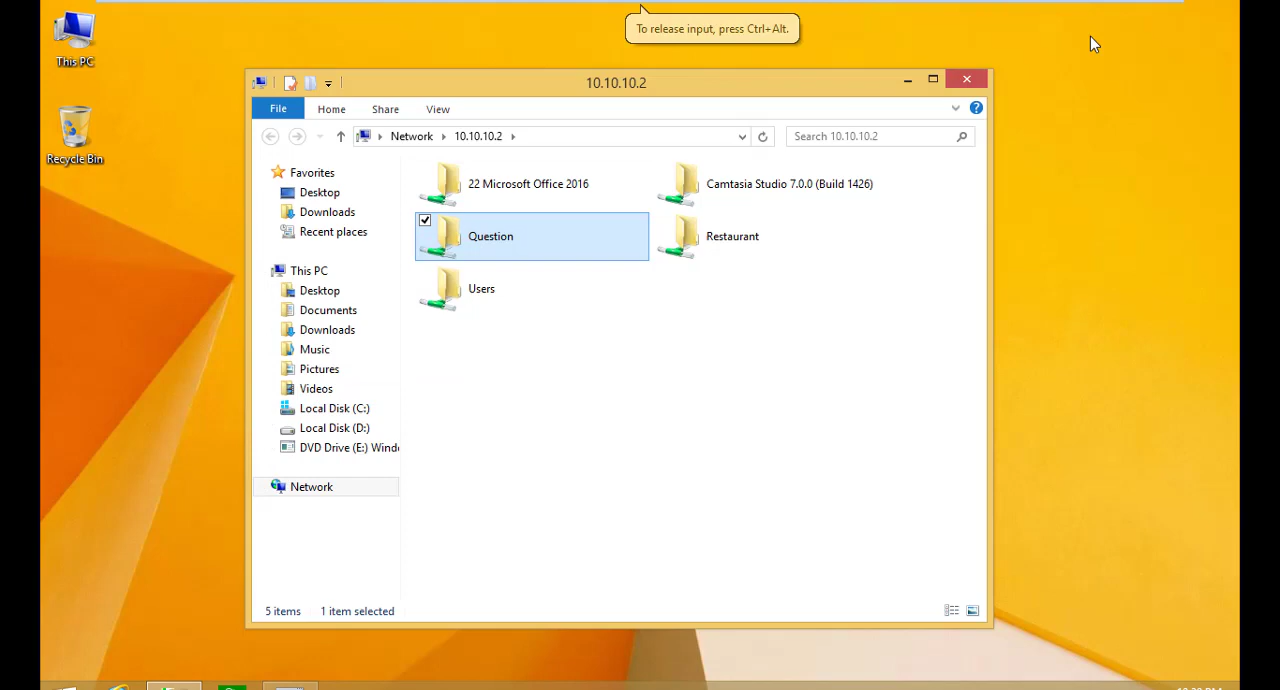 To release input, press Ctrl+Alt.
This PC
Recycle Bin
10.10.10.2
File Home Share View
Network 10.10.10.2
Search 10.10.10.2
Favorites
Desktop
Downloads
Recent places
This PC
Desktop
Documents
Downloads
Music
Pictures
Videos
Local Disk (C:)
Local Disk (D:)
DVD Drive (E:) Windo
Network
22 Microsoft Office 2016
Camtasia Studio 7.0.0 (Build 1426)
Question
Restaurant
Users
5 items 1 item selected